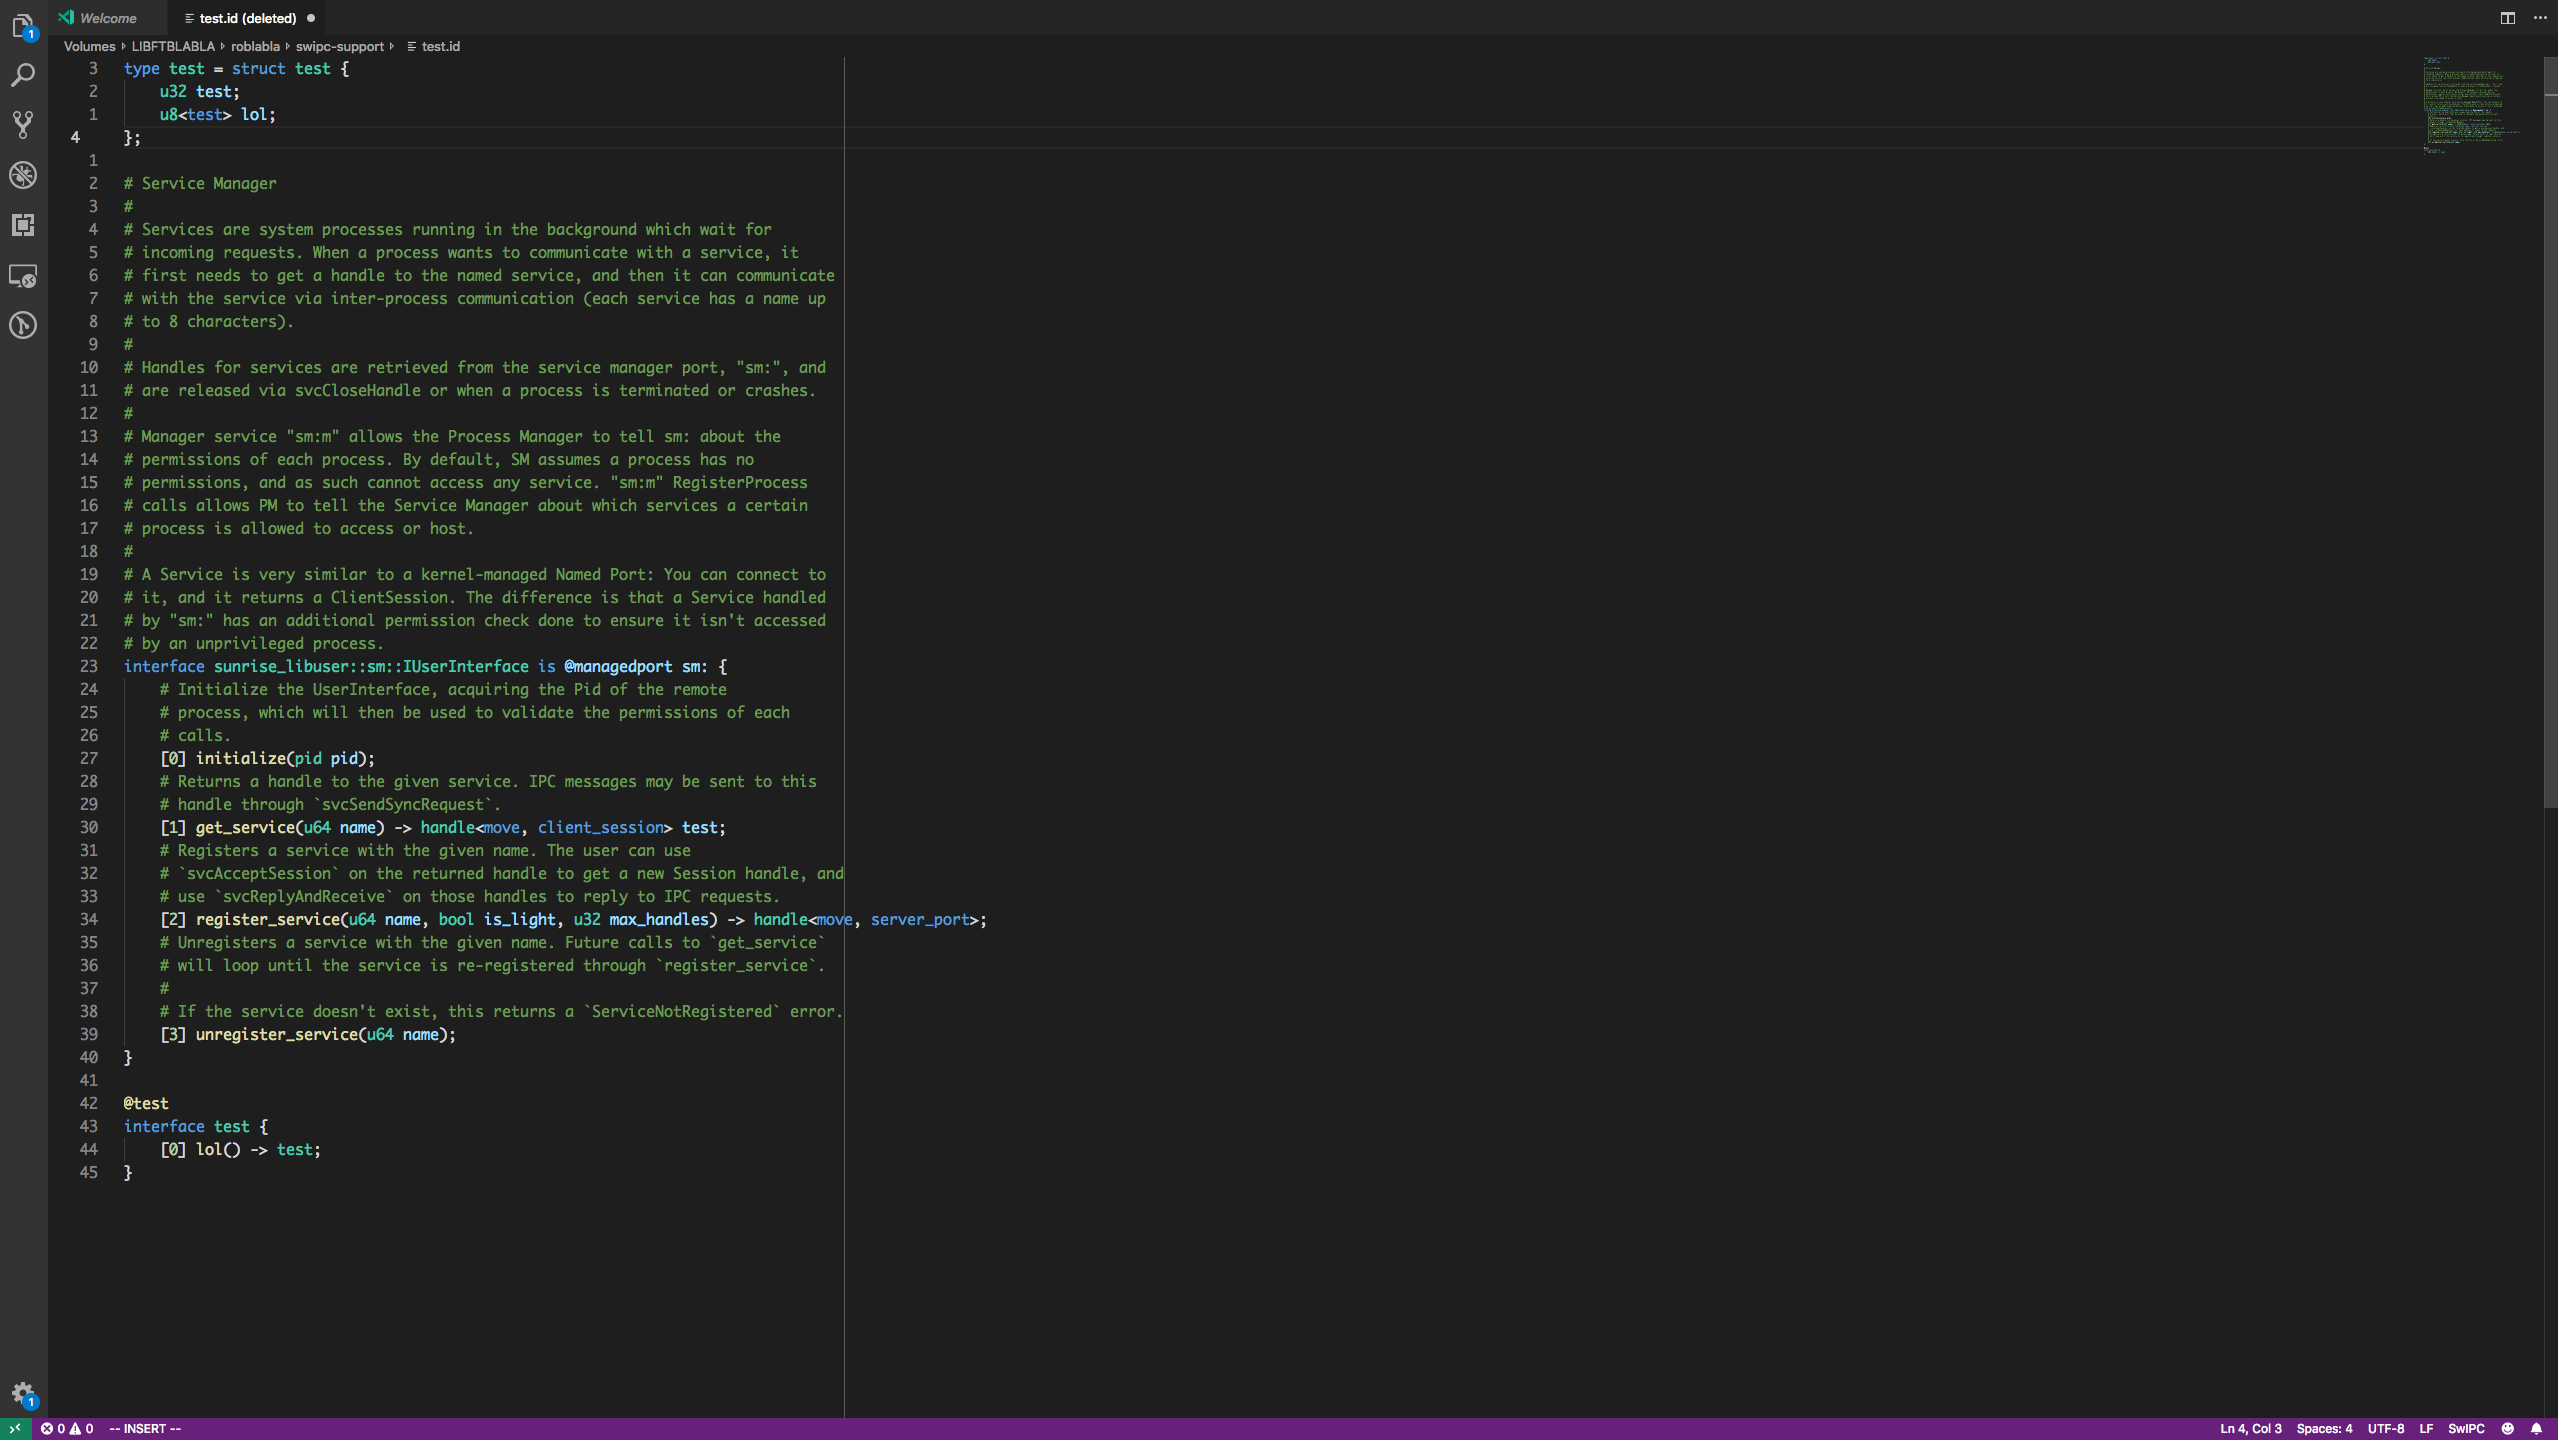 Welcome
test.id (deleted)
Volumes LIBFTBLABLA roblabla swipc-support test.id
3 type test = struct test {
2 u32 test;
1 u8<test> lol;
4 };
1
2 # Service Manager
3 #
4 # Services are system processes running in the background which wait for
5 # incoming requests. When a process wants to communicate with a service, it
6 # first needs to get a handle to the named service, and then it can communicate
7 # with the service via inter-process communication (each service has a name up
8 # to 8 characters).
9 #
10 # Handles for services are retrieved from the service manager port, "sm:", and
11 # are released via svcCloseHandle or when a process is terminated or crashes.
12 #
13 # Manager service "sm:m" allows the Process Manager to tell sm: about the
14 # permissions of each process. By default, SM assumes a process has no
15 # permissions, and as such cannot access any service. "sm:m" RegisterProcess
16 # calls allows PM to tell the Service Manager about which services a certain
17 # process is allowed to access or host.
18 #
19 # A Service is very similar to a kernel-managed Named Port: You can connect to
20 # it, and it returns a ClientSession. The difference is that a Service handled
21 # by "sm:" has an additional permission check done to ensure it isn't accessed
22 # by an unprivileged process.
23 interface sunrise_libuser::sm::IUserInterface is @managedport sm: {
24 # Initialize the UserInterface, acquiring the Pid of the remote
25 # process, which will then be used to validate the permissions of each
26 # calls.
27 [0] initialize(pid pid);
28 # Returns a handle to the given service. IPC messages may be sent to this
29 # handle through `svcSendSyncRequest`.
30 [1] get_service(u64 name) -> handle<move, client_session> test;
31 # Registers a service with the given name. The user can use
32 # `svcAcceptSession` on the returned handle to get a new Session handle, and
33 # use `svcReplyAndReceive` on those handles to reply to IPC requests.
34 [2] register_service(u64 name, bool is_light, u32 max_handles) -> handle<move, server_port>;
35 # Unregisters a service with the given name. Future calls to `get_service`
36 # will loop until the service is re-registered through `register_service`.
37 #
38 # If the service doesn't exist, this returns a `ServiceNotRegistered` error.
39 [3] unregister_service(u64 name);
40 }
41
42 @test
43 interface test {
44 [0] lol() -> test;
45 }
1
1
0 0 -- INSERT -- Ln 4, Col 3 Spaces: 4 UTF-8 LF SwIPC